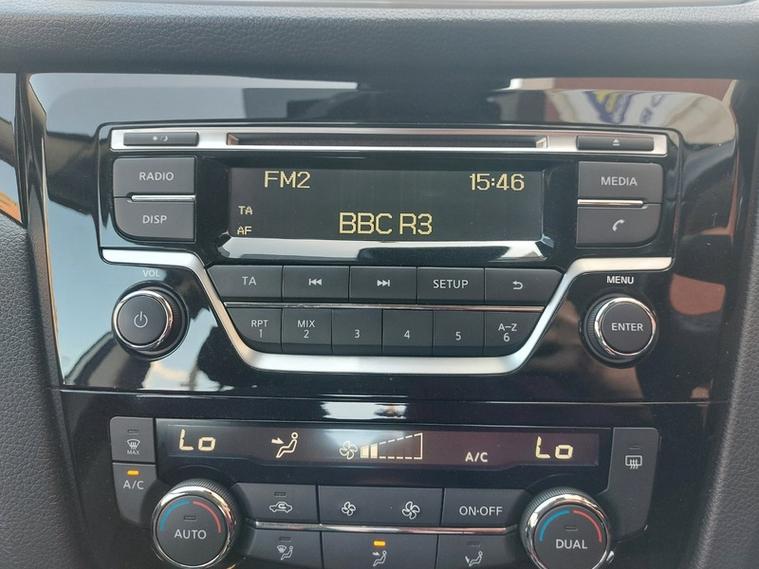 FM2 15:46
TA
AF
BBC R3
RADIO
DISP
MEDIA
VOL
TA
SETUP
MENU
RPT
1
MIX
2
3
4
5
A-Z
6
ENTER
MAX
A/C
Lo
A/C
Lo
AUTO
ON·OFF
DUAL